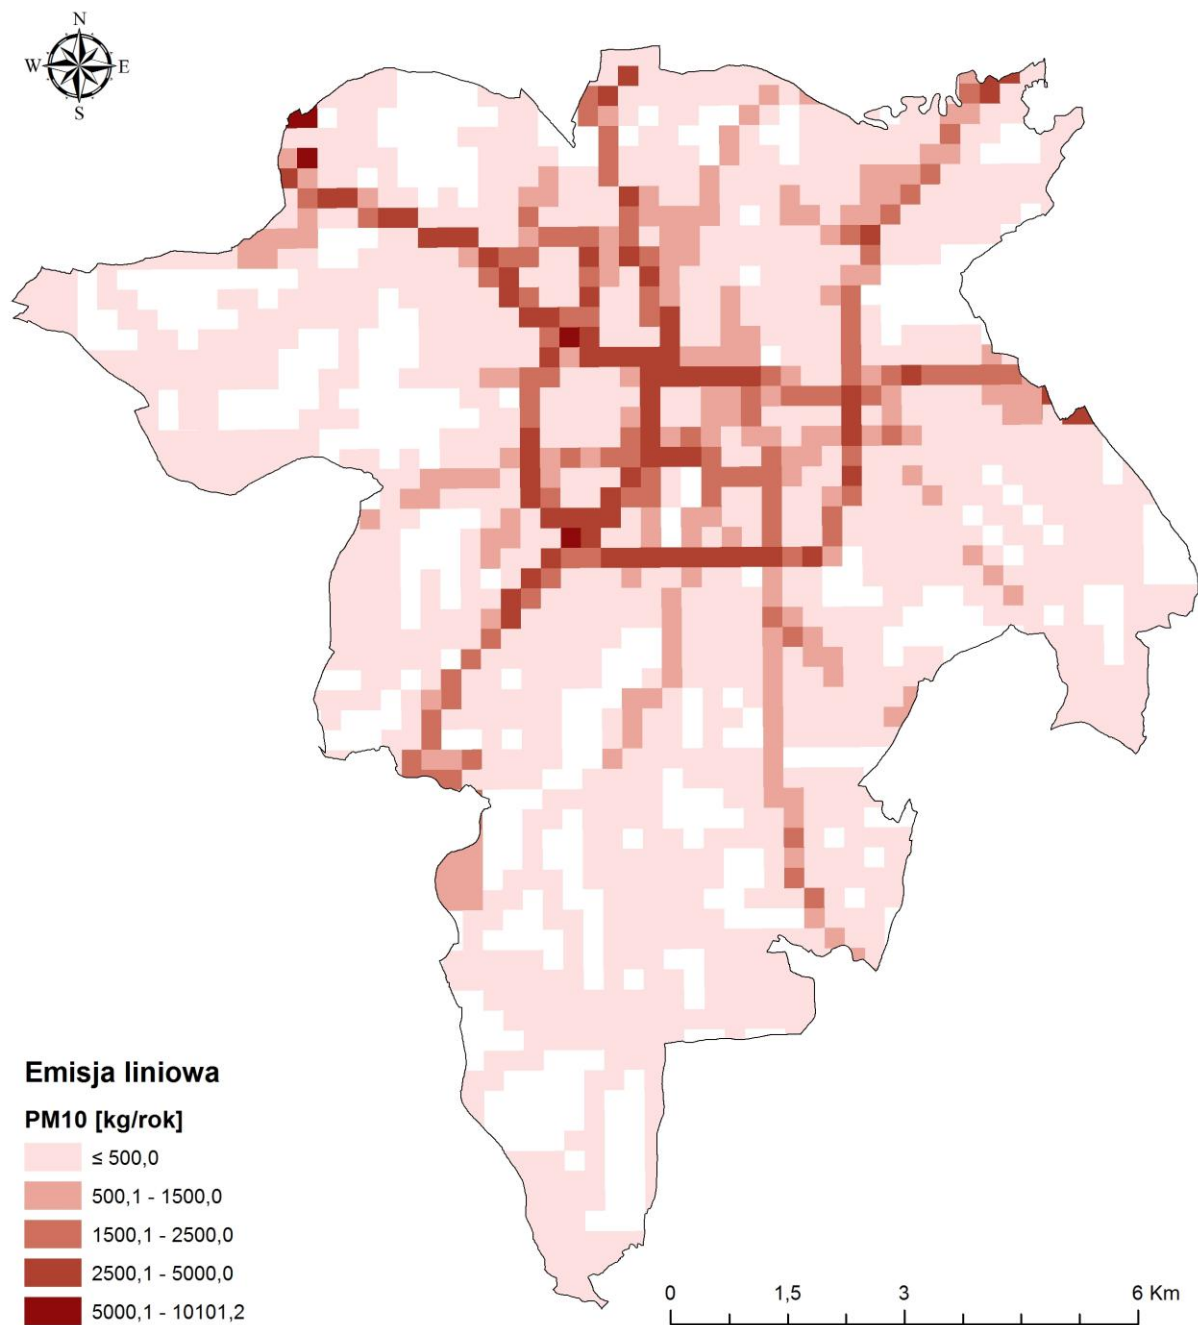 N
W E
S
Emisja liniowa
PM10 [kg/rok]
≤ 500,0
500,1 - 1500,0
1500,1 - 2500,0
2500,1 - 5000,0
5000,1 - 10101,2
0 1,5 3 6 Km